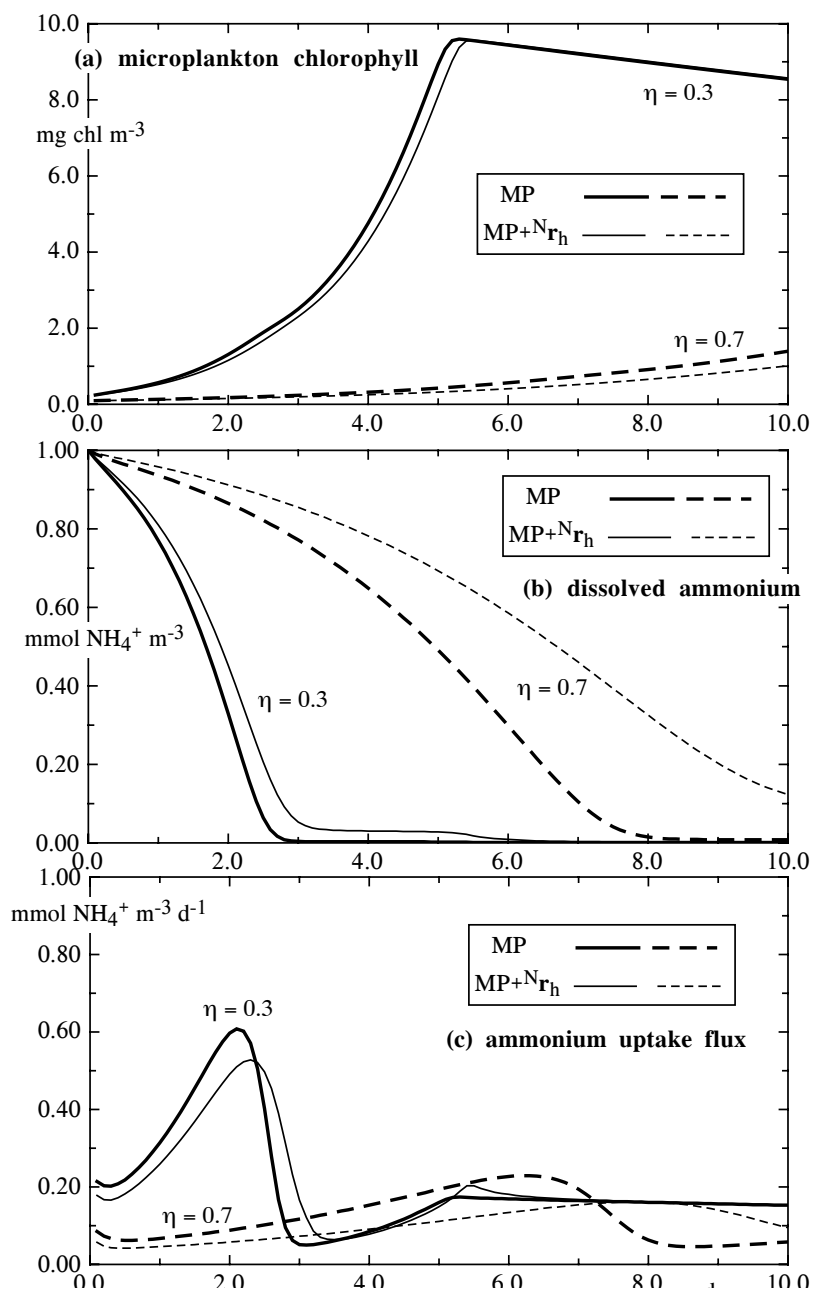 10.0
(a) microplankton chlorophyll
8.0
η = 0.3
mg chl m-3
6.0
MP
MP+Nrh
4.0
2.0
η = 0.7
0.0
0.0 2.0 4.0 6.0 8.0 10.0
1.00
MP
0.80
MP+Nrh
(b) dissolved ammonium
0.60
mmol NH4+ m-3
η = 0.7
η = 0.3
0.40
0.20
0.00
0.0 2.0 4.0 6.0 8.0 10.0
1.00
mmol NH4+ m-3 d-1
MP
0.80
MP+Nrh
η = 0.3
0.60
(c) ammonium uptake flux
0.40
0.20
η = 0.7
0.00
0.0 2.0 4.0 6.0 8.0 10.0